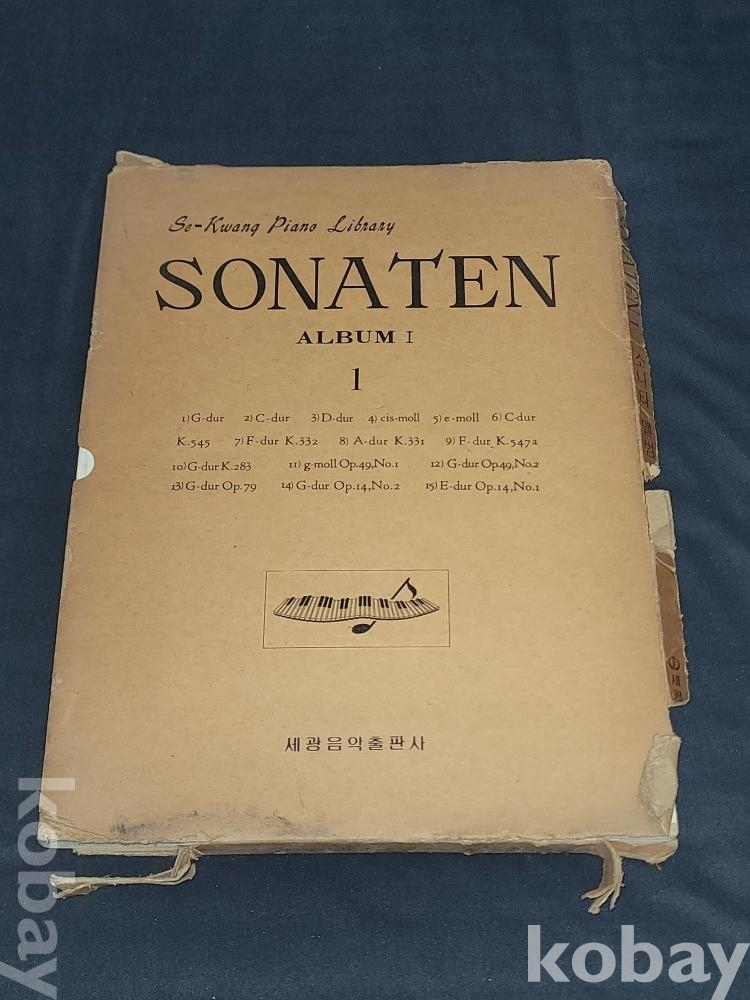 Se-Kwang Piano Library
SONATEN
ALBUM I
1
1) G-dur 2) C-dur 3) D-dur 4) cis-moll 5) e-moll 6) C-dur
K.545 7) F-dur K.332 8) A-dur K.331 9) F-dur K.547a
10) G-dur K.283 11) g-moll Op.49, No.1 12) G-dur Op.49, No.2
13) G-dur Op.79 14) G-dur Op.14, No.2 15) E-dur Op.14, No.1
세광음악출판사
세광
kobay
kobay